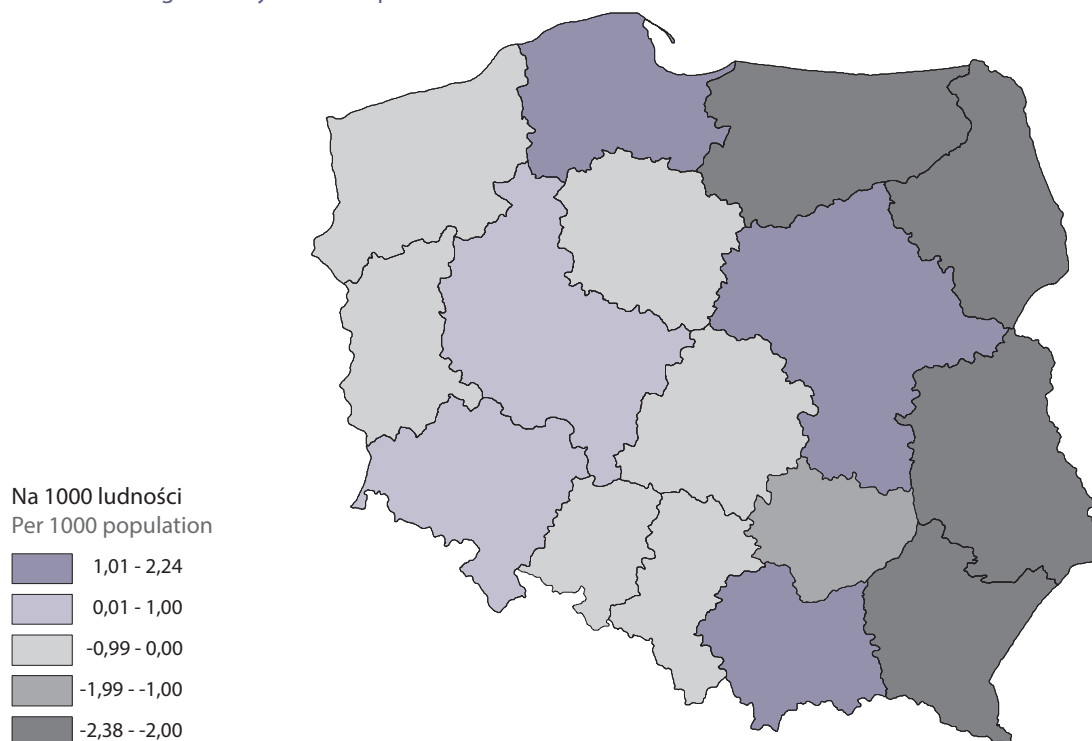 Na 1000 ludności
Per 1000 population
1,01 - 2,24
0,01 - 1,00
-0,99 - 0,00
-1,99 - -1,00
-2,38 - -2,00